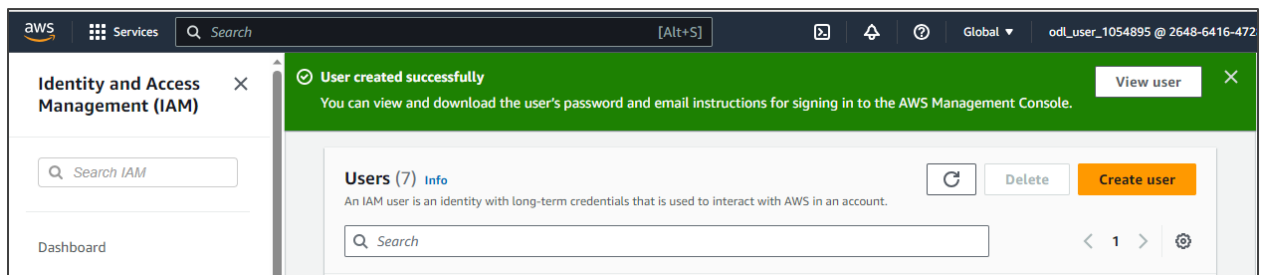 aws Services Search [Alt+S] Global odl_user_1054895 @ 2648-6416-472
Identity and Access
Management (IAM)
Search IAM
Dashboard
User created successfully
View user
You can view and download the user's password and email instructions for signing in to the AWS Management Console.
Users (7) Info
Delete
Create user
An IAM user is an identity with long-term credentials that is used to interact with AWS in an account.
Search
1